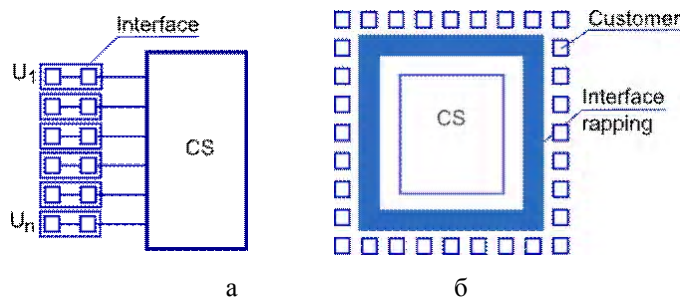 Interface
U1
CS
Un
а
Customer
CS
Interface
rapping
б